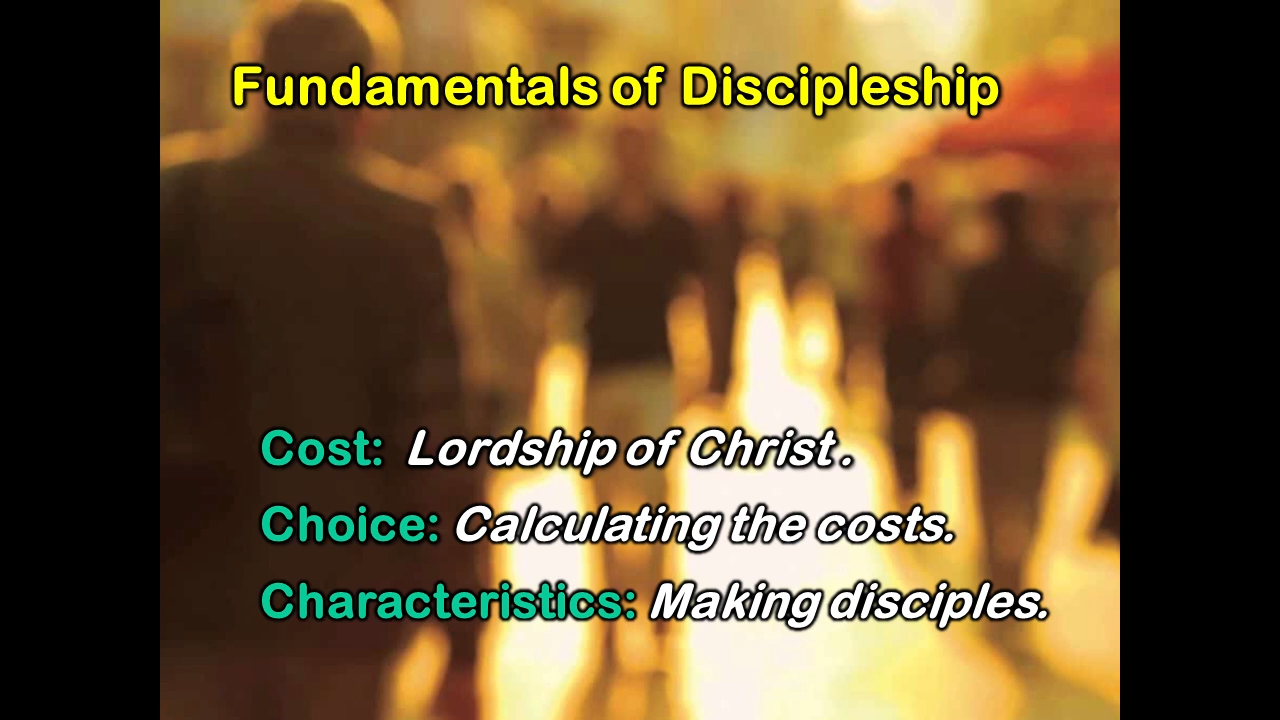 Fundamentals of Discipleship
Cost: Lordship of Christ.
Choice: Calculating the costs.
Characteristics: Making disciples.